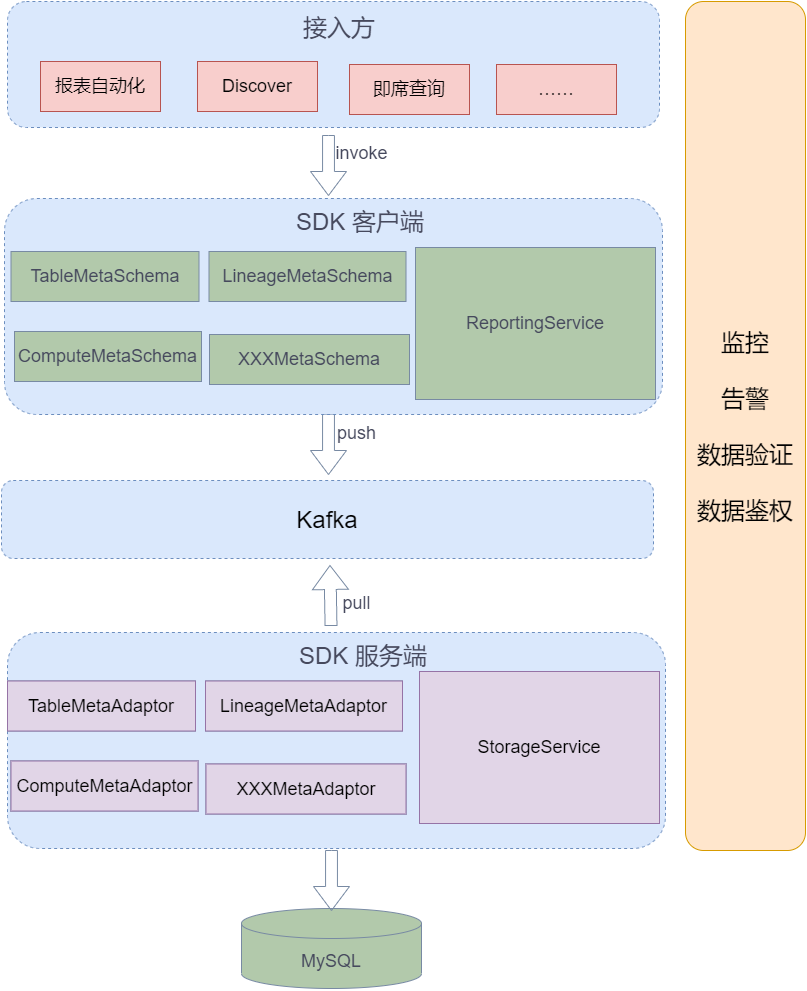 接入方
报表自动化
Discover
即席查询
......
invoke
SDK 客户端
TableMetaSchema
LineageMetaSchema
ReportingService
ComputeMetaSchema
XXXMetaSchema
push
Kafka
pull
SDK 服务端
TableMetaAdaptor
LineageMetaAdaptor
StorageService
ComputeMetaAdaptor
XXXMetaAdaptor
MySQL
监控
告警
数据验证
数据鉴权